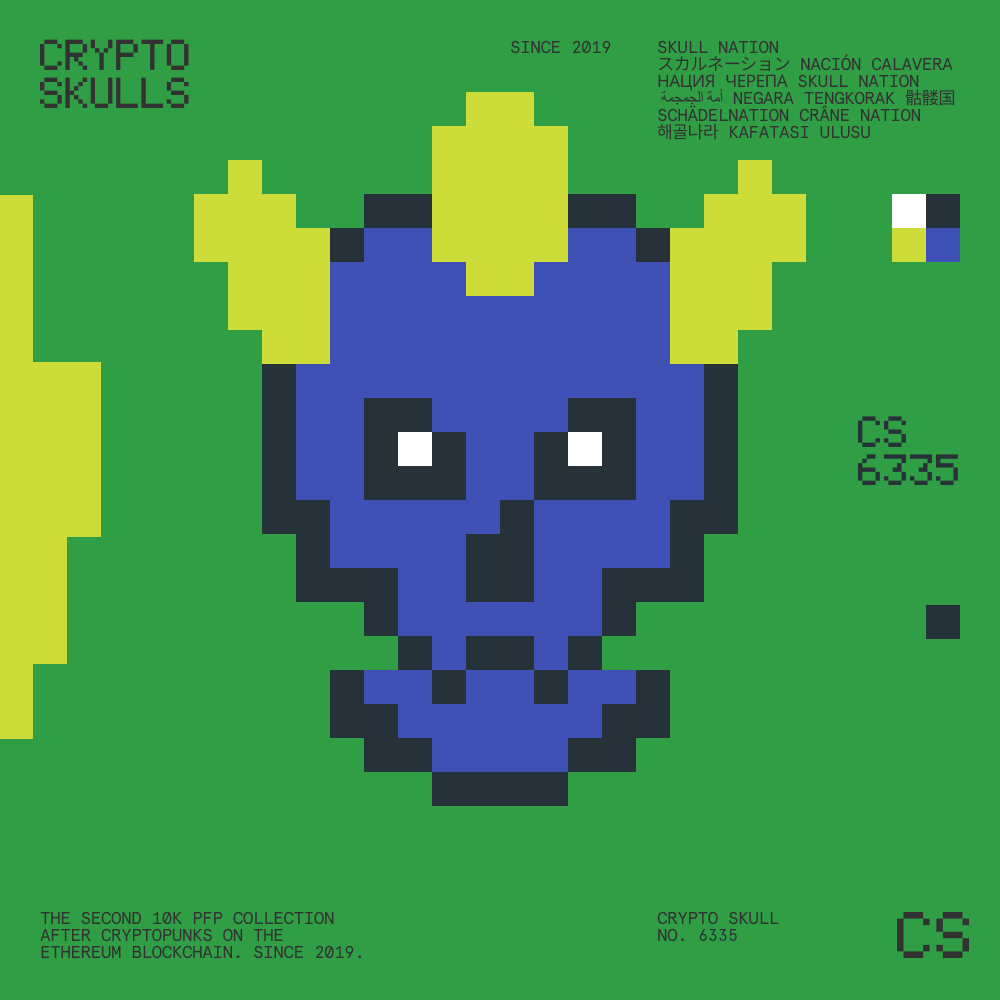 CRYPTO
SKULLS
SINCE 2019
SKULL NATION
スカルネーション NACIÓN CALAVERA
НАЦИЯ ЧЕРЕПА SKULL NATION
أمة الجمجمة NEGARA TENGKORAK 骷髅国
SCHÄDELNATION CRÂNE NATION
해골나라 KAFATASI ULUSU
CS
6335
THE SECOND 10K PFP COLLECTION
AFTER CRYPTOPUNKS ON THE
ETHEREUM BLOCKCHAIN. SINCE 2019.
CRYPTO SKULL
NO. 6335
CS